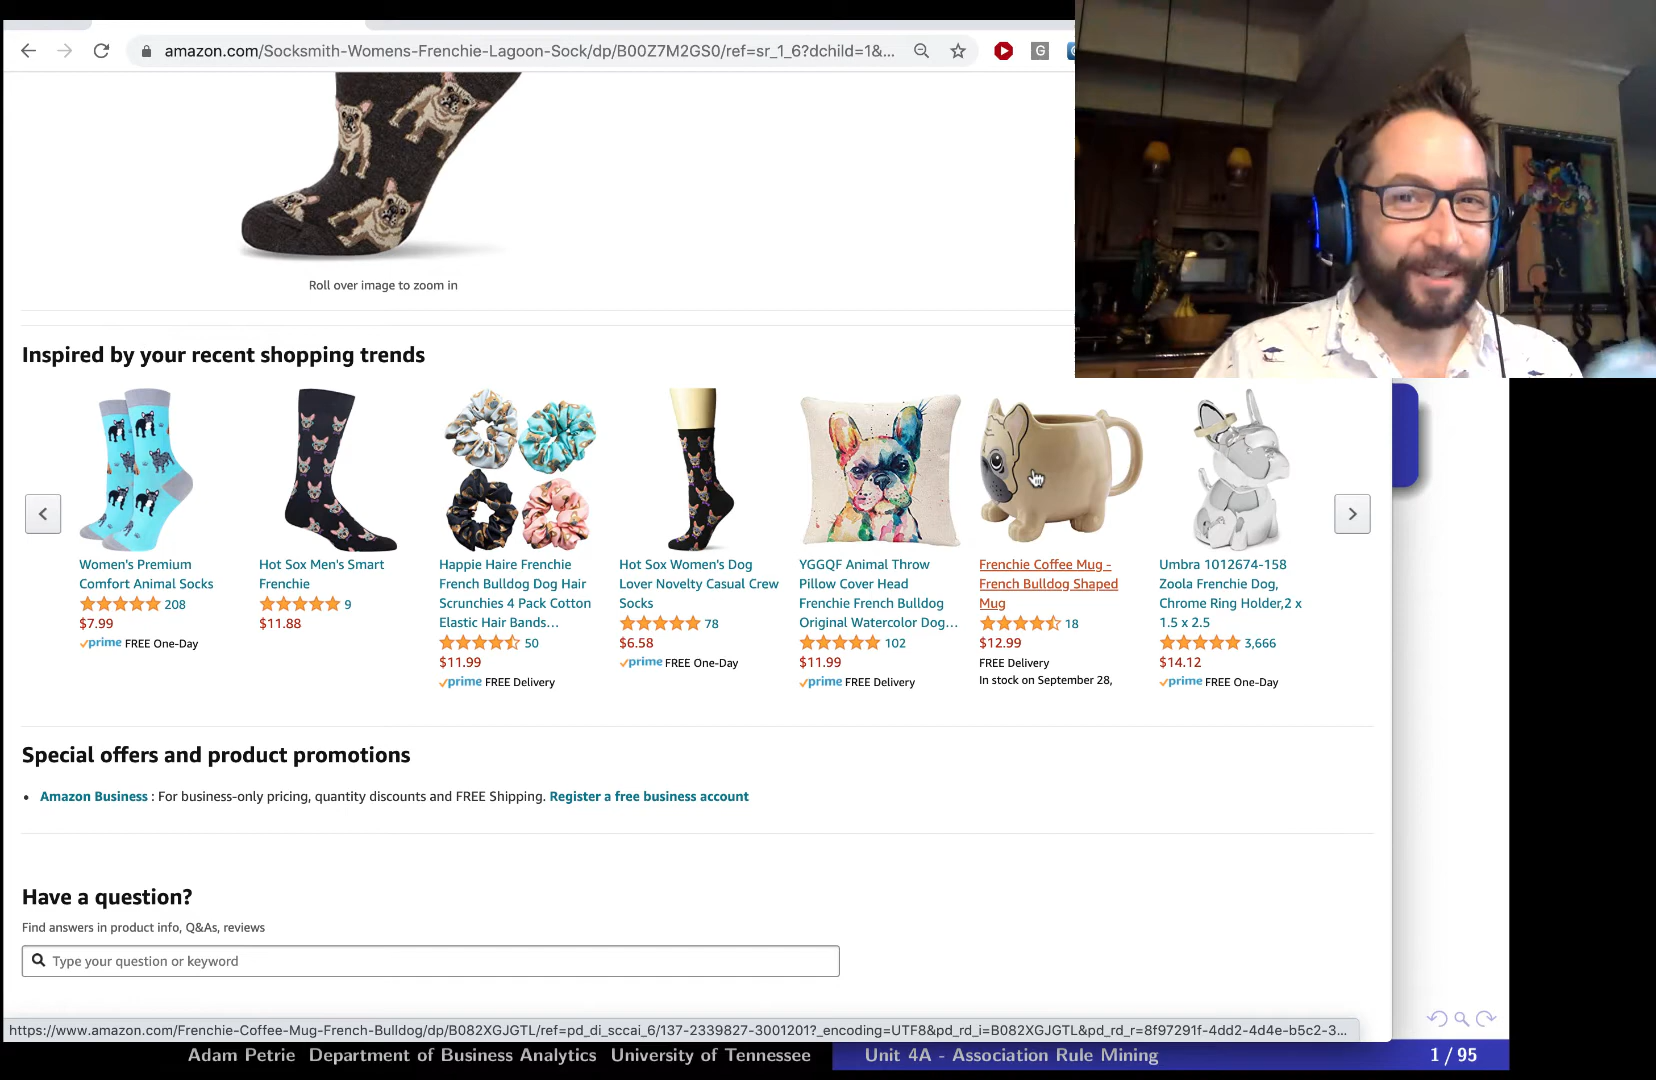 amazon.com/Socksmith-Womens-Frenchie-Lagoon-Sock/dp/B00Z7M2GS0/ref=sr_1_6?dchild=1&...
G
Roll over image to zoom in
Inspired by your recent shopping trends
Women's Premium
Comfort Animal Socks
208
$7.99
prime FREE One-Day
Hot Sox Men's Smart
Frenchie
9
$11.88
Happie Haire Frenchie
French Bulldog Dog Hair
Scrunchies 4 Pack Cotton
Elastic Hair Bands...
50
$11.99
prime FREE Delivery
Hot Sox Women's Dog
Lover Novelty Casual Crew
Socks
78
$6.58
prime FREE One-Day
YGGQF Animal Throw
Pillow Cover Head
Frenchie French Bulldog
Original Watercolor Dog...
102
$11.99
prime FREE Delivery
Frenchie Coffee Mug -
French Bulldog Shaped
Mug
18
$12.99
FREE Delivery
In stock on September 28,
Umbra 1012674-158
Zoola Frenchie Dog,
Chrome Ring Holder,2 x
1.5 x 2.5
3,666
$14.12
prime FREE One-Day
Special offers and product promotions
• Amazon Business : For business-only pricing, quantity discounts and FREE Shipping. Register a free business account
Have a question?
Find answers in product info, Q&As, reviews
Type your question or keyword
https://www.amazon.com/Frenchie-Coffee-Mug-French-Bulldog/dp/B082XGJGTL/ref=pd_di_sccai_6/137-2339827-3001201?_encoding=UTF8&pd_rd_i=B082XGJGTL&pd_rd_r=8f97291f-4dd2-4d4e-b5c2-3...
Adam Petrie Department of Business Analytics University of Tennessee
Unit 4A - Association Rule Mining
1 / 95